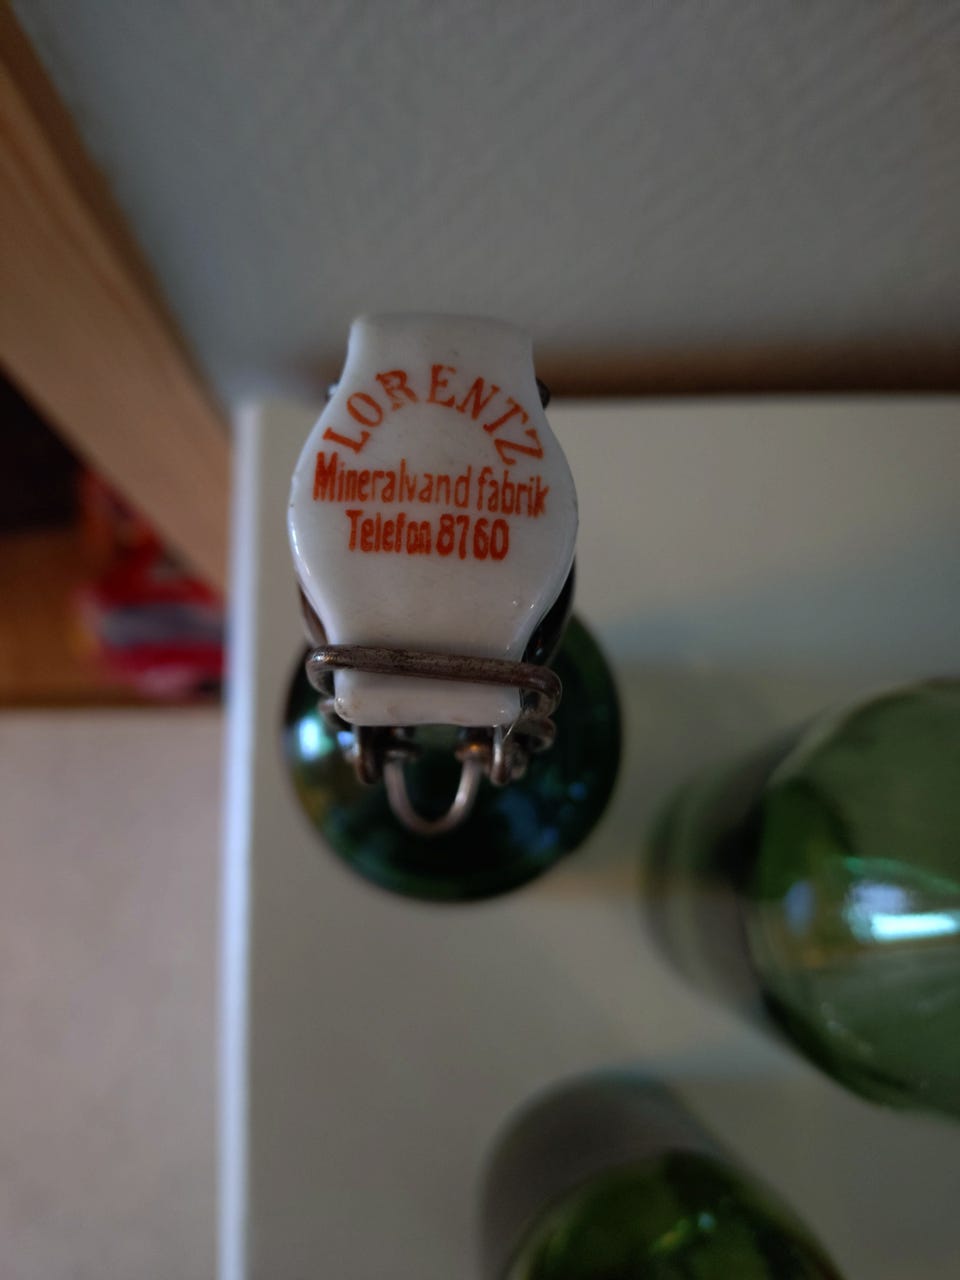 LORENTZ
Mineralvand fabrik
Telefon 8760